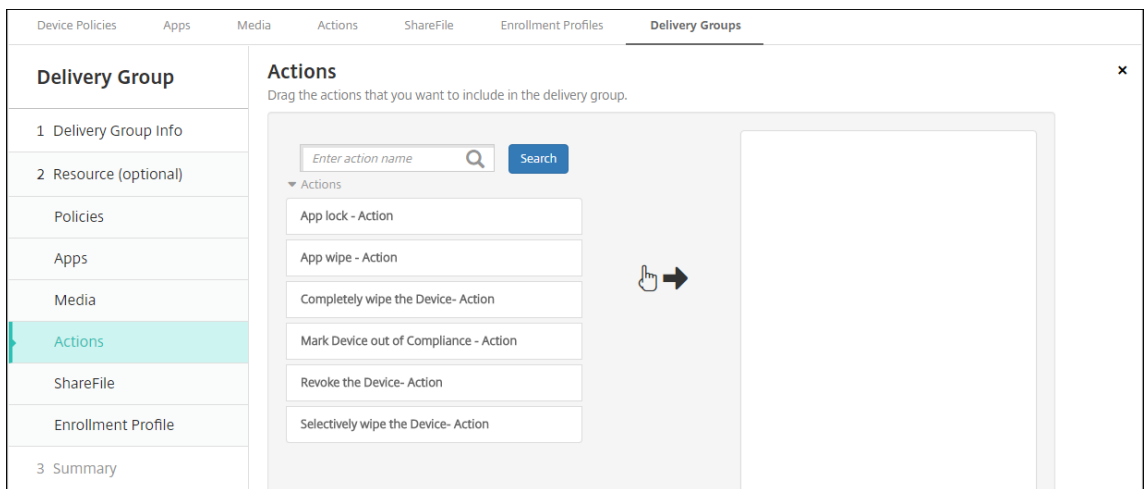 Device Policies Apps Media Actions ShareFile Enrollment Profiles Delivery Groups
Delivery Group
1 Delivery Group Info
2 Resource (optional)
Policies
Apps
Media
Actions
ShareFile
Enrollment Profile
3 Summary
Actions
×
Drag the actions that you want to include in the delivery group.
Enter action name
Search
Actions
App lock - Action
App wipe - Action
Completely wipe the Device- Action
Mark Device out of Compliance - Action
Revoke the Device- Action
Selectively wipe the Device- Action